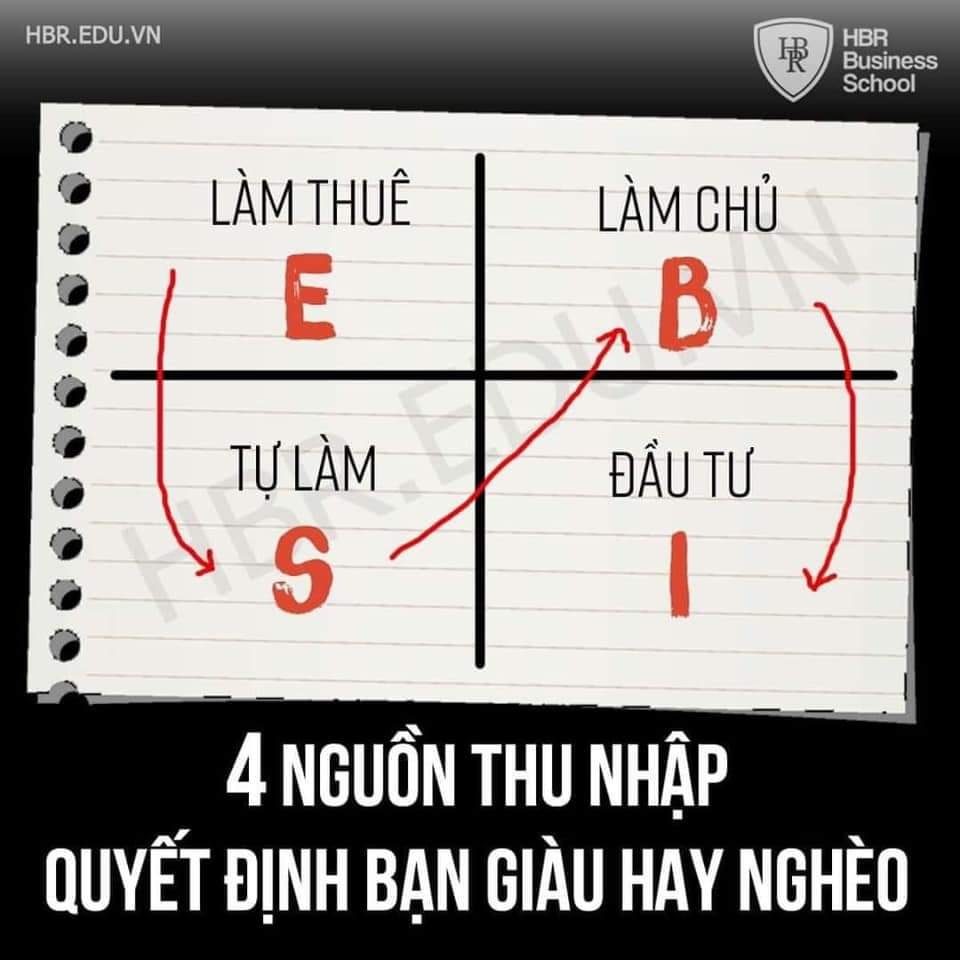 HBR.EDU.VN
HBR
Business
School
LÀM THUÊ
E
LÀM CHỦ
B
TỰ LÀM
S
ĐẦU TƯ
I
HBR.EDU.VN
4 NGUỒN THU NHẬP
QUYẾT ĐỊNH BẠN GIÀU HAY NGHÈO